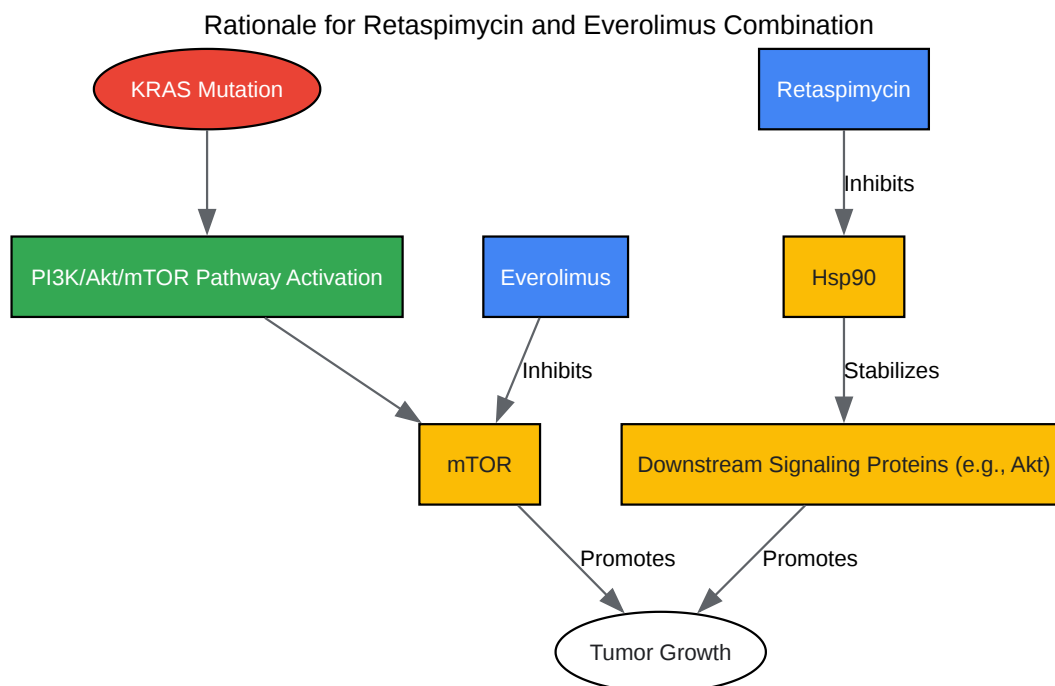 Rationale for Retaspimycin and Everolimus Combination
KRAS Mutation
Retaspimycin
Inhibits
PI3K/Akt/mTOR Pathway Activation
Everolimus
Hsp90
Inhibits
Stabilizes
mTOR
Downstream Signaling Proteins (e.g., Akt)
Promotes
Promotes
Tumor Growth